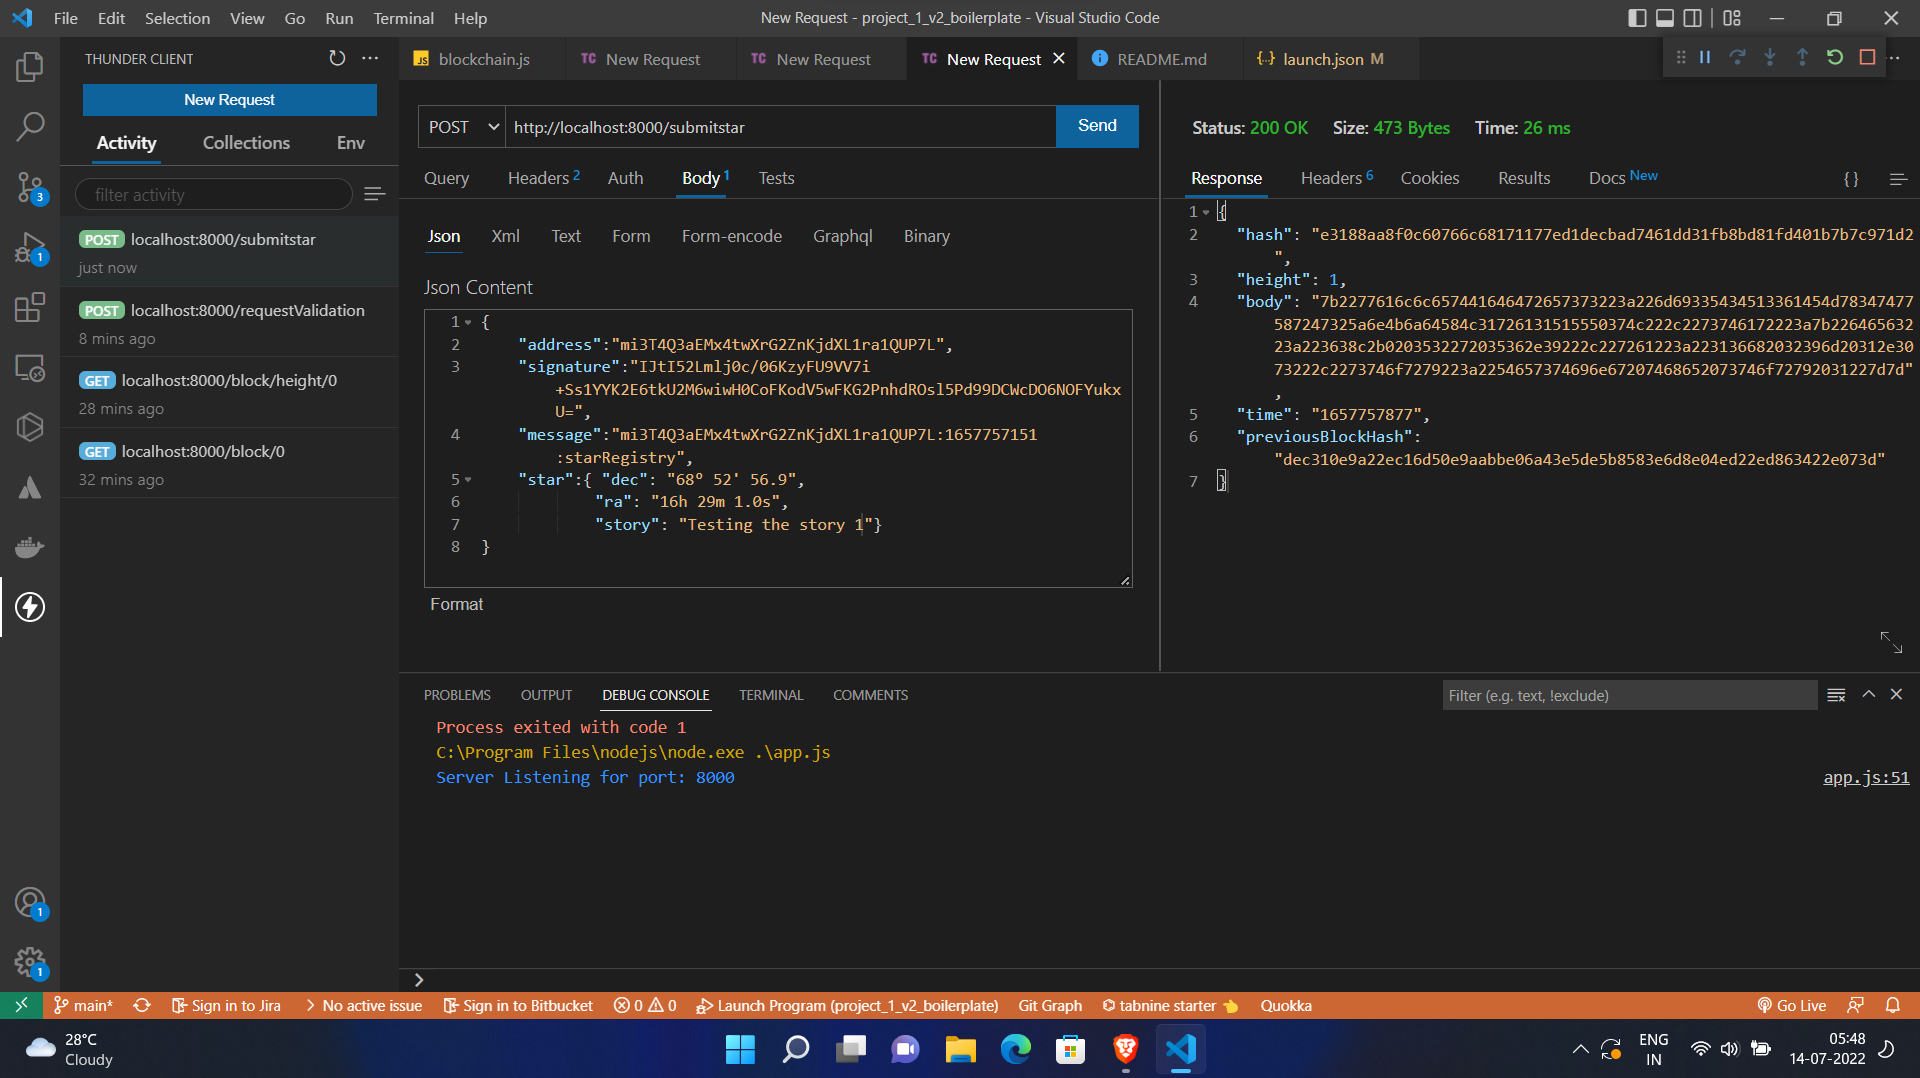 File Edit Selection View Go Run Terminal Help
New Request - project_1_v2_boilerplate - Visual Studio Code
THUNDER CLIENT
New Request
Activity Collections Env
filter activity
POST localhost:8000/submitstar
just now
POST localhost:8000/requestValidation
8 mins ago
GET localhost:8000/block/height/0
28 mins ago
GET localhost:8000/block/0
32 mins ago
JS blockchain.js
TC New Request
TC New Request
TC New Request
README.md
{..} launch.json M
POST http://localhost:8000/submitstar Send
Query Headers 2 Auth Body 1 Tests
Json Xml Text Form Form-encode Graphql Binary
Json Content
1 {
2 "address":"mi3T4Q3aEMx4twXrG2ZnKjdXL1ra1QUP7L",
3 "signature":"IJtI52Lmlj0c/06KzyFU9VV7i
+Ss1YYK2E6tkU2M6wiwH0CoFKodV5wFKG2PnhdROsl5Pd99DCWcDO6NOFYukx
U=",
4 "message":"mi3T4Q3aEMx4twXrG2ZnKjdXL1ra1QUP7L:1657757151
:starRegistry",
5 "star":{ "dec": "68º 52' 56.9",
6 "ra": "16h 29m 1.0s",
7 "story": "Testing the story 1"}
8 }
Format
Status: 200 OK Size: 473 Bytes Time: 26 ms
Response Headers 6 Cookies Results Docs New { }
1 {
2 "hash": "e3188aa8f0c60766c68171177ed1decbad7461dd31fb8bd81fd401b7b7c971d2
",
3 "height": 1,
4 "body": "7b2277616c6c657441646472657373223a226d69335434513361454d78347477
587247325a6e4b6a64584c31726131515550374c222c2273746172223a7b226465632
23a223638c2b0203532272035362e39222c227261223a223136682032396d20312e30
73222c2273746f7279223a2254657374696e67207468652073746f72792031227d7d"
,
5 "time": "1657757877",
6 "previousBlockHash":
"dec310e9a22ec16d50e9aabbe06a43e5de5b8583e6d8e04ed22ed863422e073d"
7 }
PROBLEMS OUTPUT DEBUG CONSOLE TERMINAL COMMENTS
Filter (e.g. text, !exclude)
Process exited with code 1
C:\Program Files\nodejs\node.exe .\app.js
Server Listening for port: 8000 app.js:51
main* Sign in to Jira No active issue Sign in to Bitbucket 0 0 Launch Program (project_1_v2_boilerplate) Git Graph tabnine starter Quokka Go Live
28°C
Cloudy
ENG
IN
05:48
14-07-2022